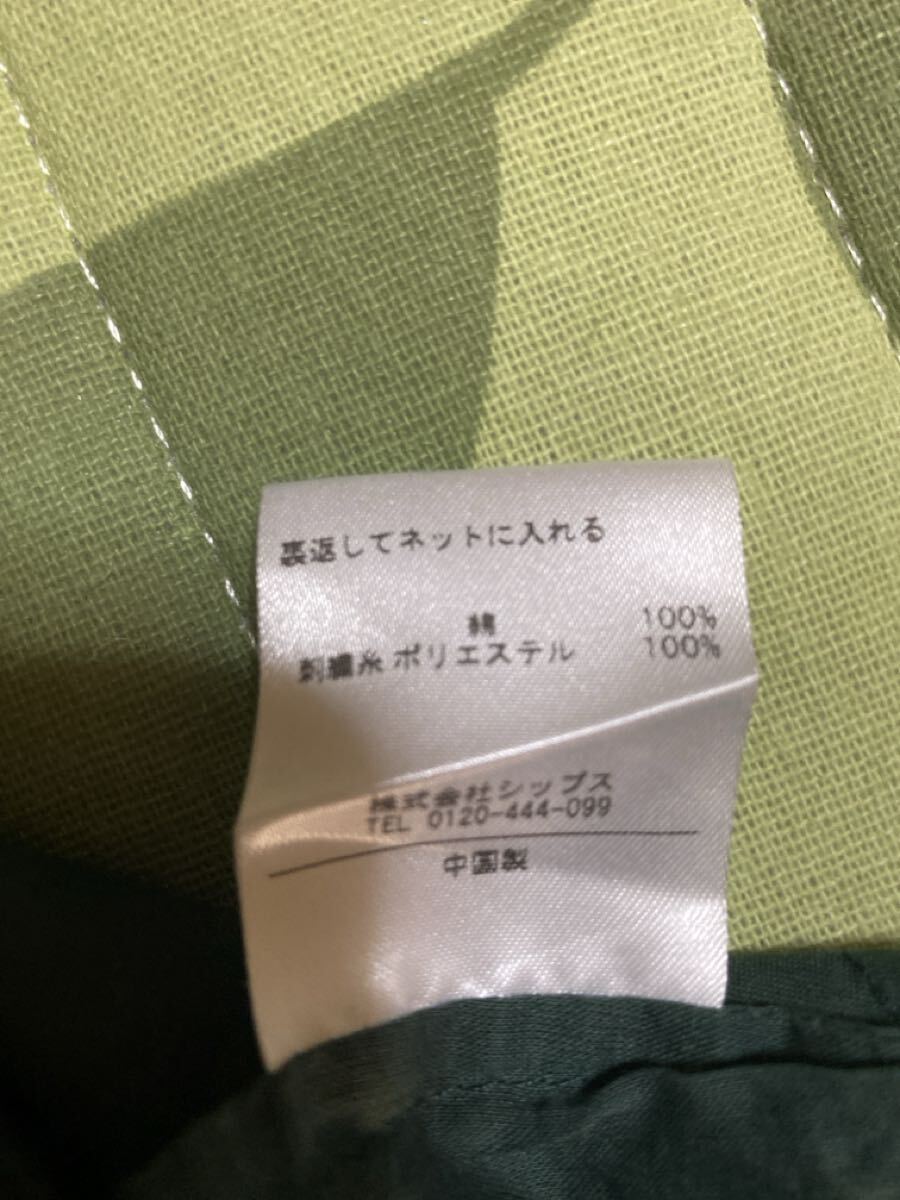 裏返してネットに入れる
綿 100%
刺繍糸 ポリエステル 100%
株式会社シップス
TEL 0120-444-099
中国製